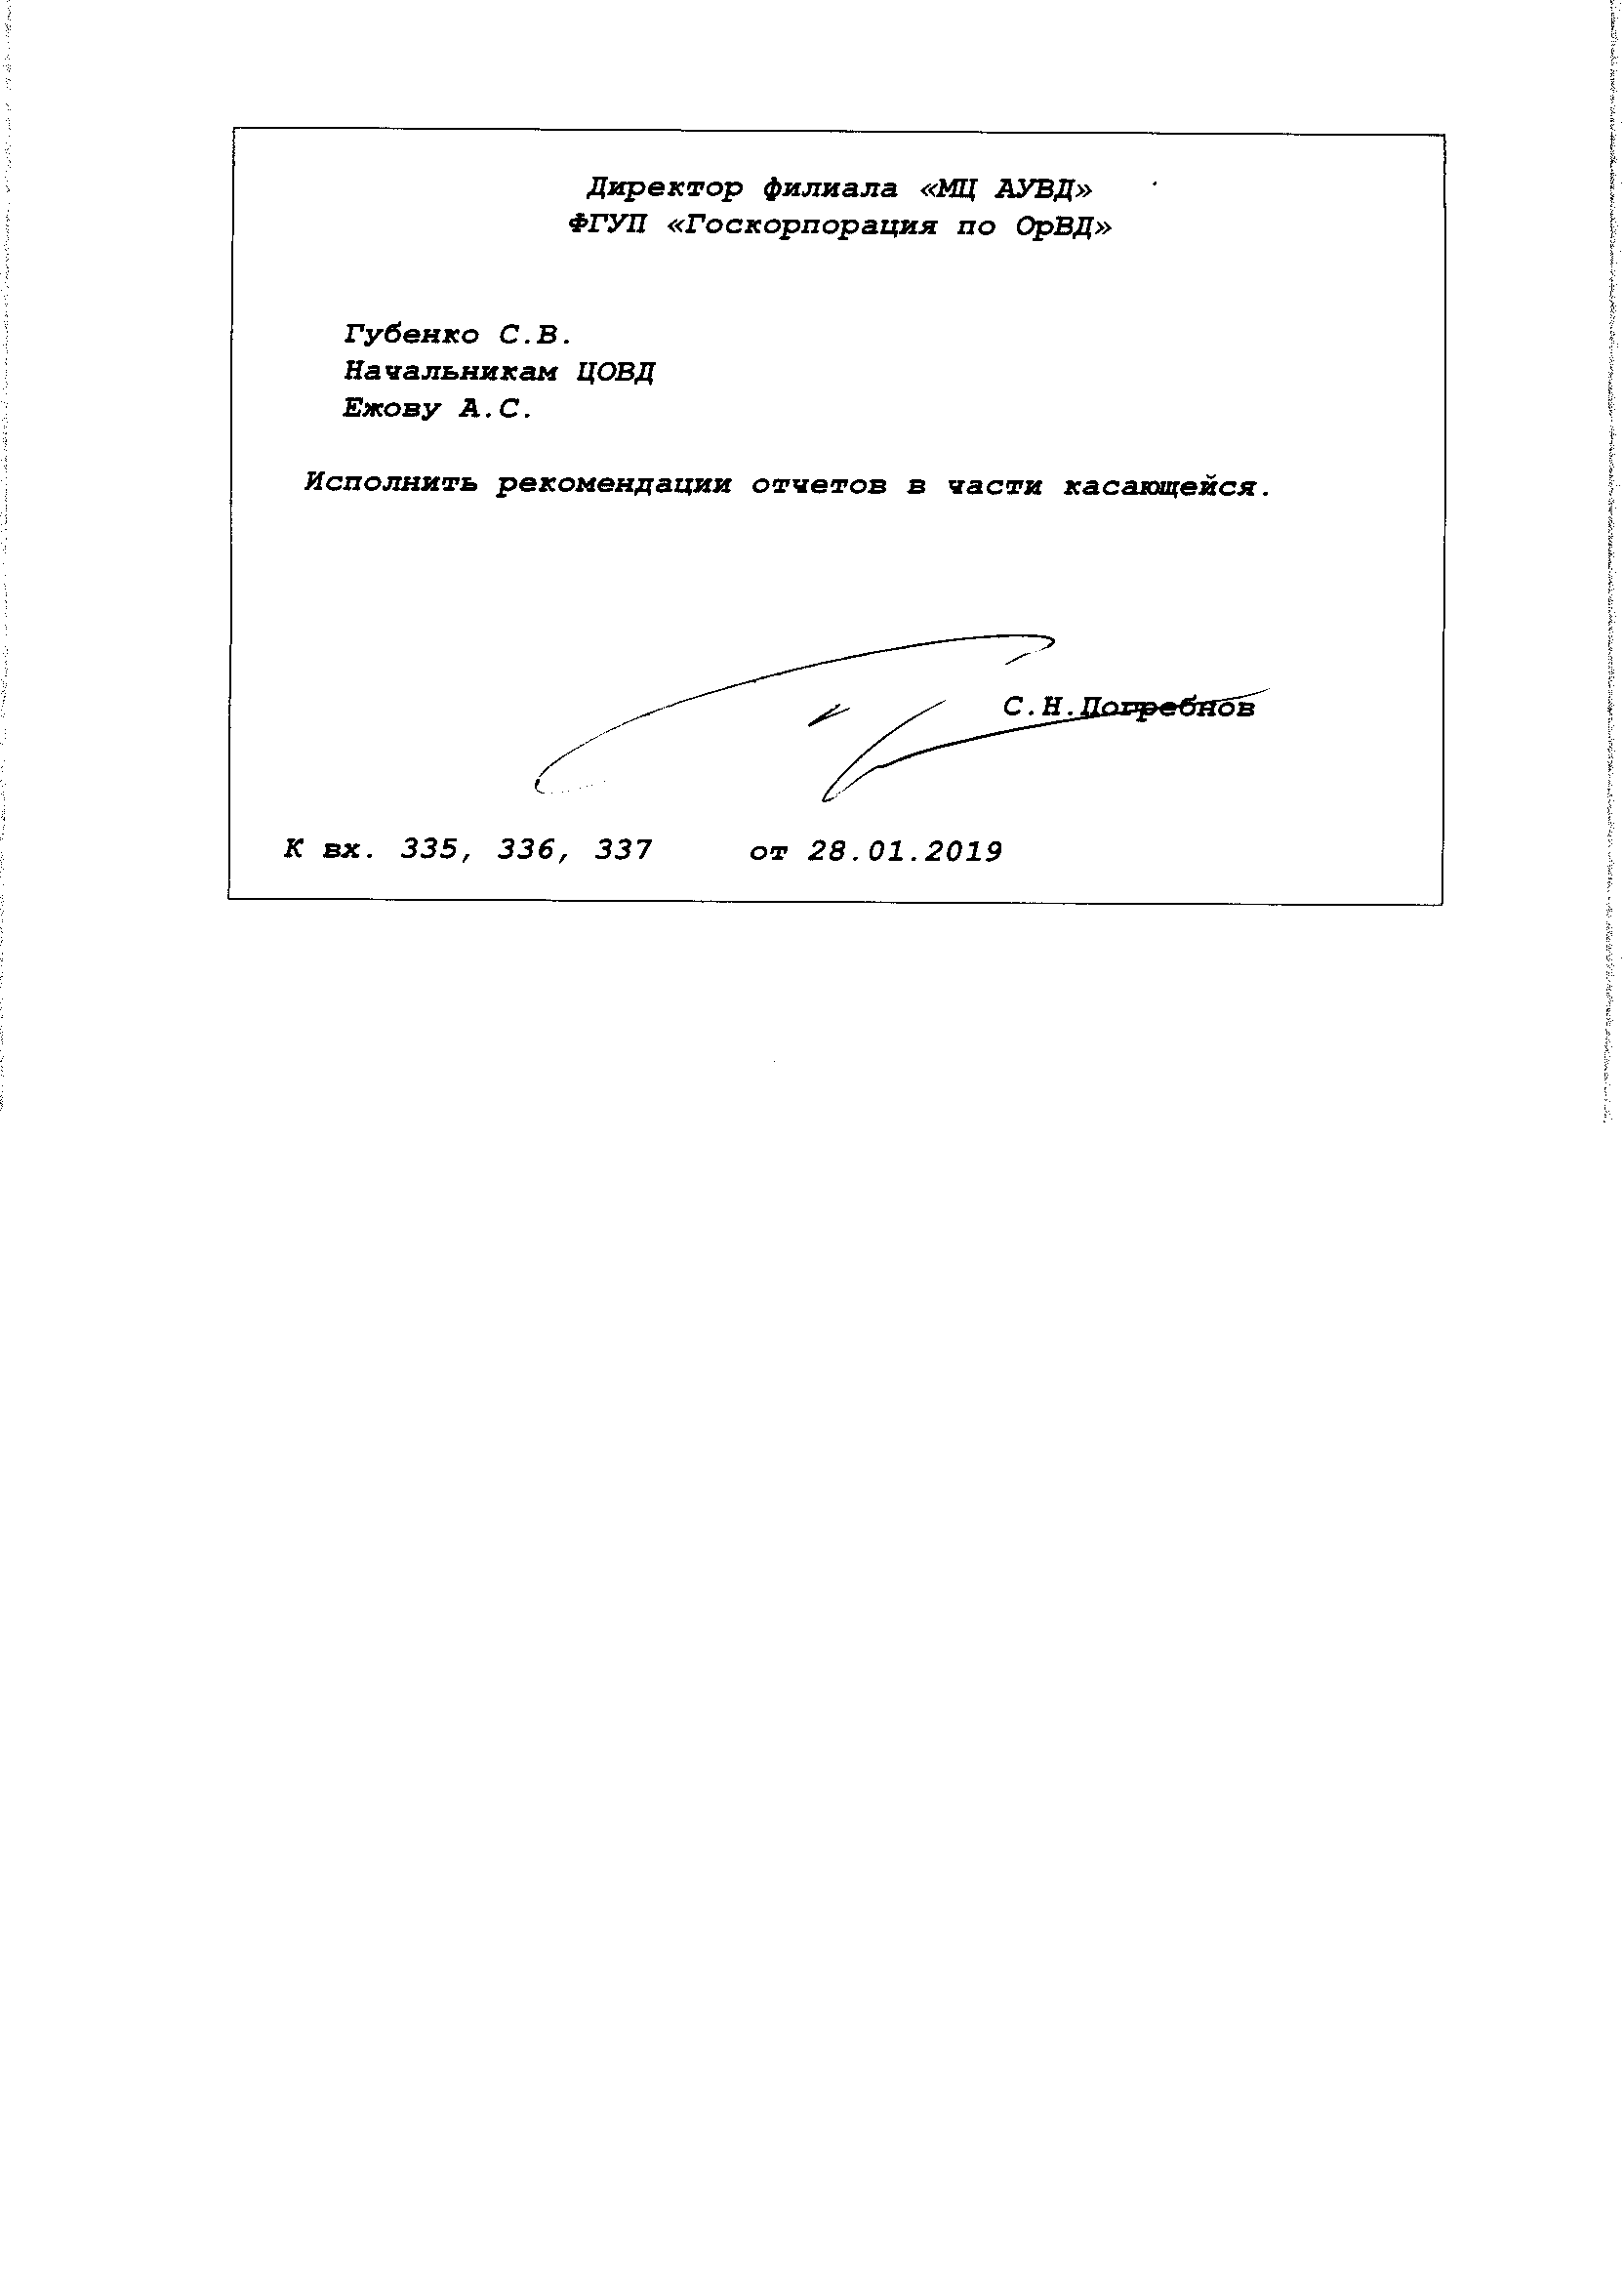 Директор филиала «МЦ АУВД»
ФГУП «Госкорпорация по ОрВД»
Губенко С.В.
Начальникам ЦОВД
Ежову А.С.
Исполнить рекомендации отчетов в части касающейся.
С.Н.Погребнов
К вх. 335, 336, 337 от 28.01.2019